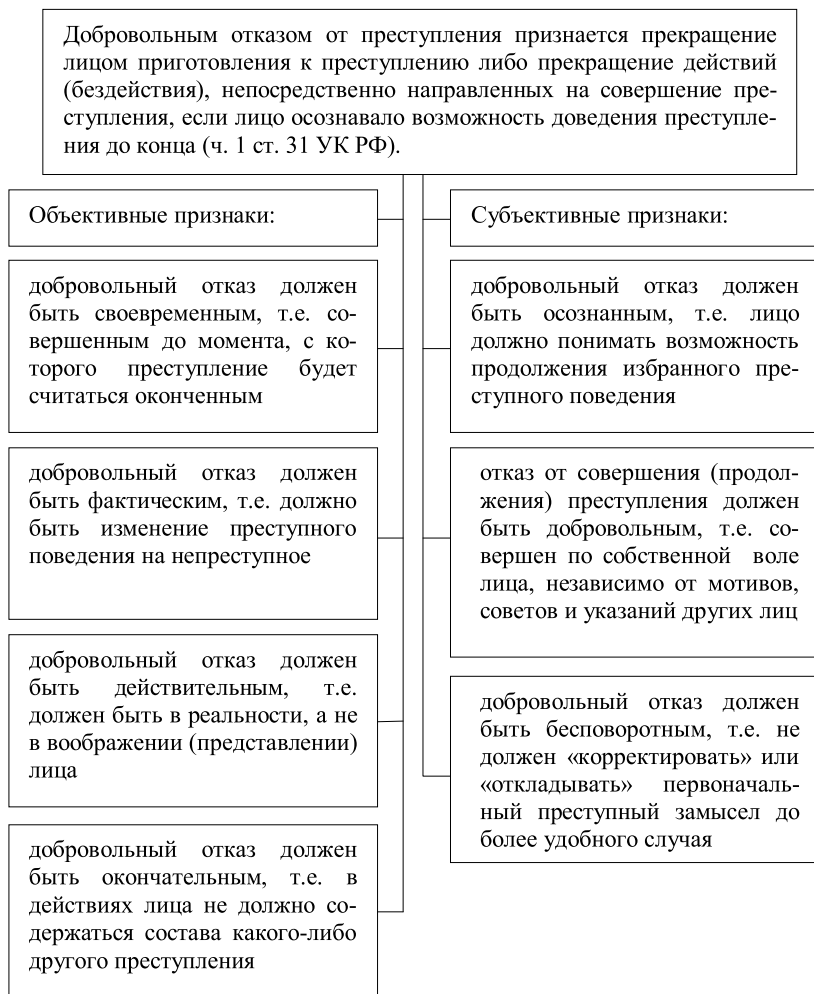 Добровольным отказом от преступления признается прекращение
лицом приготовления к преступлению либо прекращение действий
(бездействия), непосредственно направленных на совершение пре-
ступления, если лицо осознавало возможность доведения преступле-
ния до конца (ч. 1 ст. 31 УК РФ).
Объективные признаки:
добровольный отказ должен
быть своевременным, т.е. со-
вершенным до момента, с ко-
торого преступление будет
считаться оконченным
добровольный отказ должен
быть фактическим, т.е. должно
быть изменение преступного
поведения на непреступное
добровольный отказ должен
быть действительным, т.е.
должен быть в реальности, а не
в воображении (представлении)
лица
добровольный отказ должен
быть окончательным, т.е. в
действиях лица не должно со-
держаться состава какого-либо
другого преступления
Субъективные признаки:
добровольный отказ должен
быть осознанным, т.е. лицо
должно понимать возможность
продолжения избранного пре-
ступного поведения
отказ от совершения (продол-
жения) преступления должен
быть добровольным, т.е. со-
вершен по собственной воле
лица, независимо от мотивов,
советов и указаний других лиц
добровольный отказ должен
быть бесповоротным, т.е. не
должен «корректировать» или
«откладывать» первоначаль-
ный преступный замысел до
более удобного случая